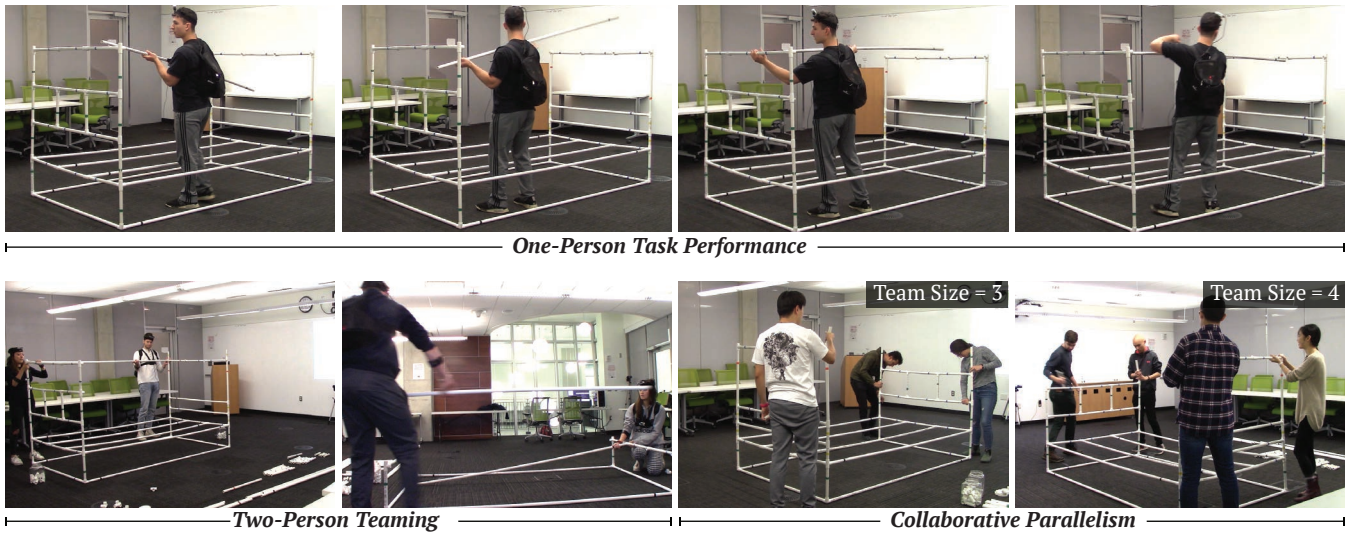 One-Person Task Performance
Team Size = 3
Team Size = 4
Two-Person Teaming
Collaborative Parallelism